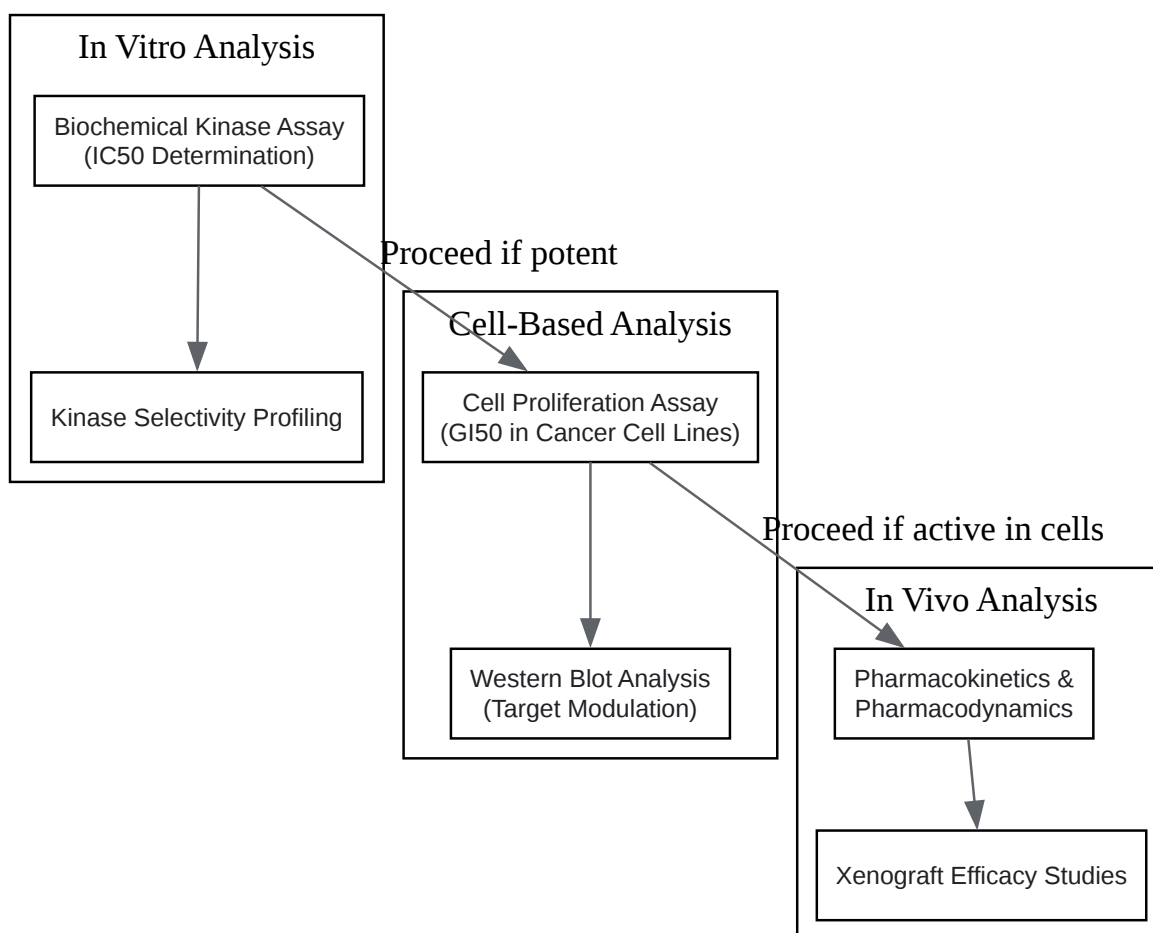 In Vitro Analysis
Biochemical Kinase Assay
(IC50 Determination)
Proceed if potent
Cell-Based Analysis
Kinase Selectivity Profiling
Cell Proliferation Assay
(GI50 in Cancer Cell Lines)
Proceed if active in cells
In Vivo Analysis
Western Blot Analysis
(Target Modulation)
Pharmacokinetics &
Pharmacodynamics
Xenograft Efficacy Studies